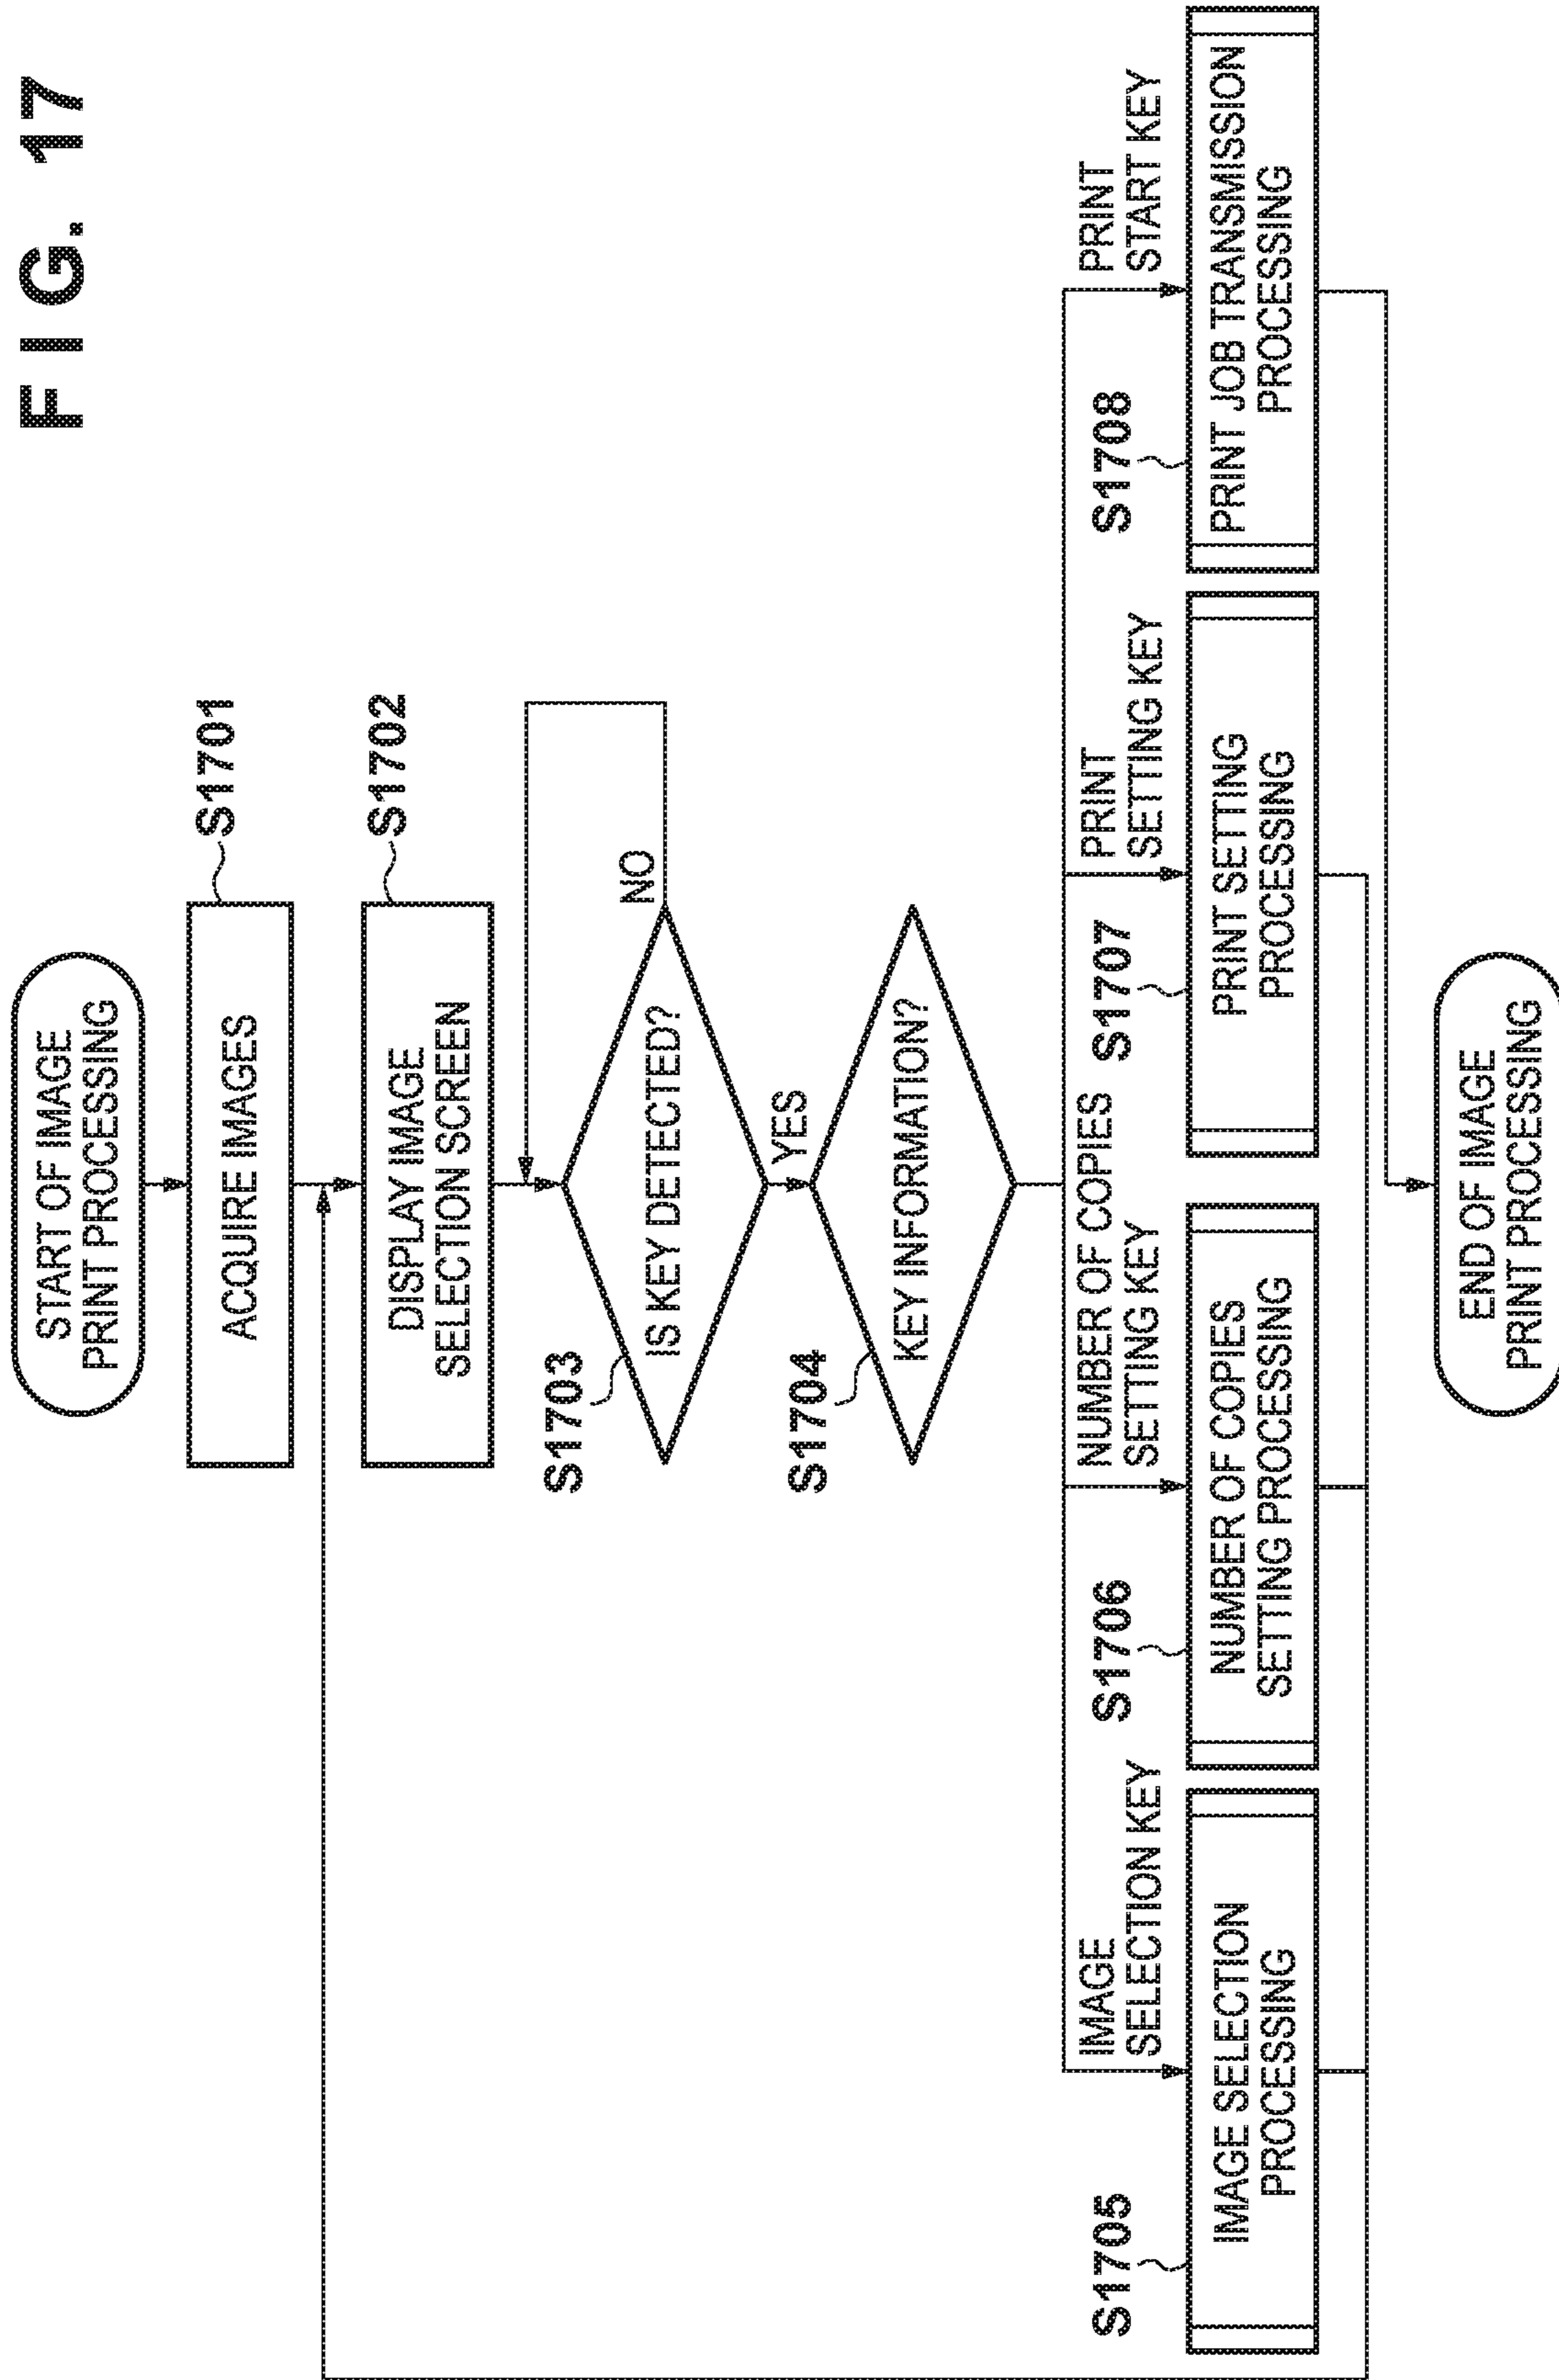 FIG. 17
START OF IMAGE
PRINT PROCESSING
S1701
ACQUIRE IMAGES
S1702
DISPLAY IMAGE
SELECTION SCREEN
S1703
IS KEY DETECTED?
NO
YES
S1704
KEY INFORMATION?
IMAGE
SELECTION KEY
NUMBER OF COPIES
SETTING KEY
PRINT
SETTING KEY
PRINT
START KEY
S1705
IMAGE SELECTION
PROCESSING
S1706
NUMBER OF COPIES
SETTING PROCESSING
S1707
PRINT SETTING
PROCESSING
S1708
PRINT JOB TRANSMISSION
PROCESSING
END OF IMAGE
PRINT PROCESSING